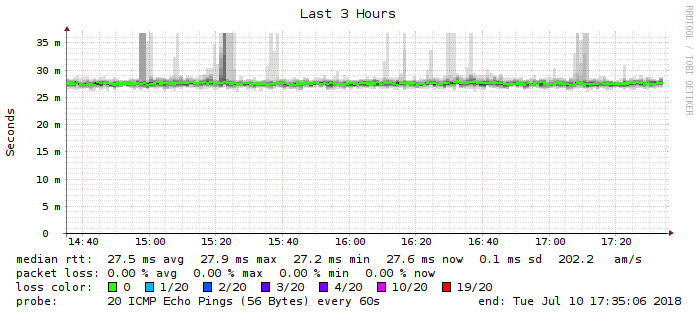 Last 3 Hours
RRDTOOL / TOBI OETIKER
Seconds
35 m
30 m
25 m
20 m
15 m
10 m
5 m
0
14:40 15:00 15:20 15:40 16:00 16:20 16:40 17:00 17:20
median rtt: 27.5 ms avg 27.9 ms max 27.2 ms min 27.6 ms now 0.1 ms sd 202.2 am/s
packet loss: 0.00 % avg 0.00 % max 0.00 % min 0.00 % now
loss color: 0 1/20 2/20 3/20 4/20 10/20 19/20
probe: 20 ICMP Echo Pings (56 Bytes) every 60s end: Tue Jul 10 17:35:06 2018